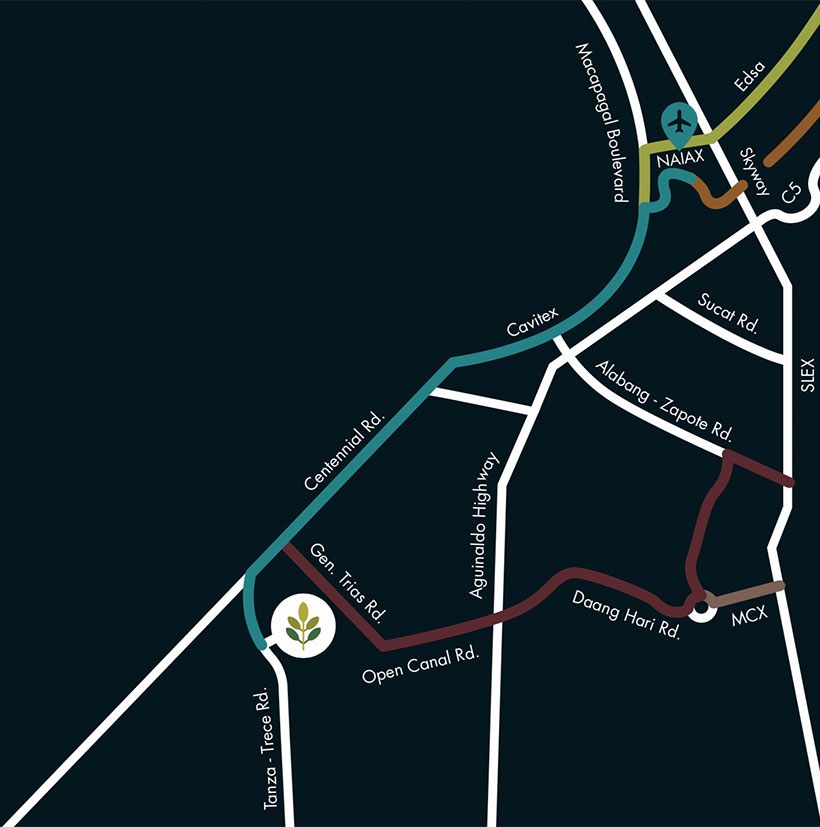 Macapagal Boulevard
Edsa
NAIAX
Skyway
C5
Cavitex
Sucat Rd.
SLEX
Alabang - Zapote Rd.
Centennial Rd.
Aguinaldo Highway
Gen. Trias Rd.
Daang Hari Rd.
MCX
Open Canal Rd.
Tanza - Trece Rd.